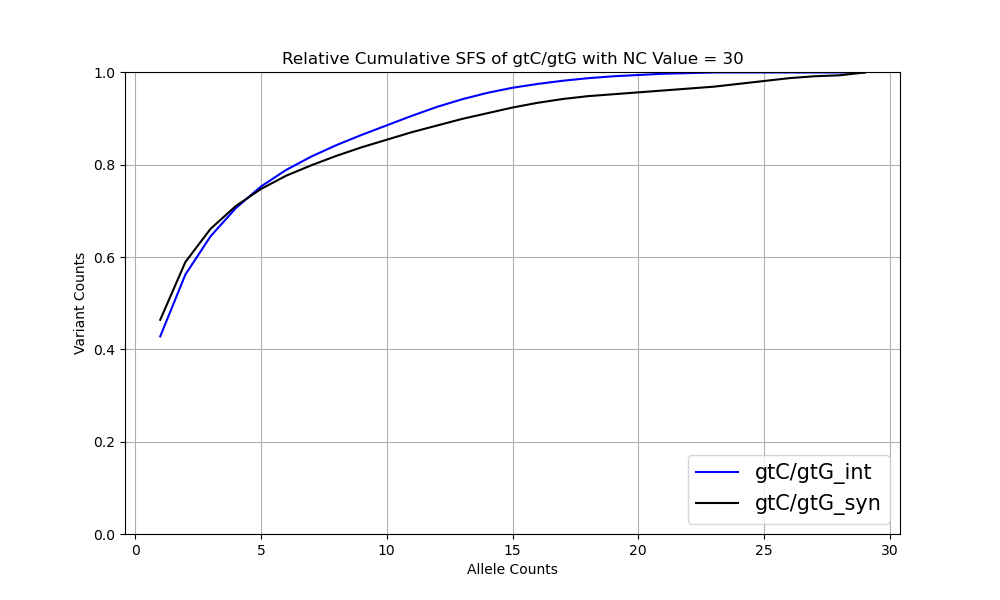 Relative Cumulative SFS of gtC/gtG with NC Value = 30
1.0
0.8
0.6
0.4
0.2
0.0
Variant Counts
0 5 10 15 20 25 30
Allele Counts
gtC/gtG_int
gtC/gtG_syn